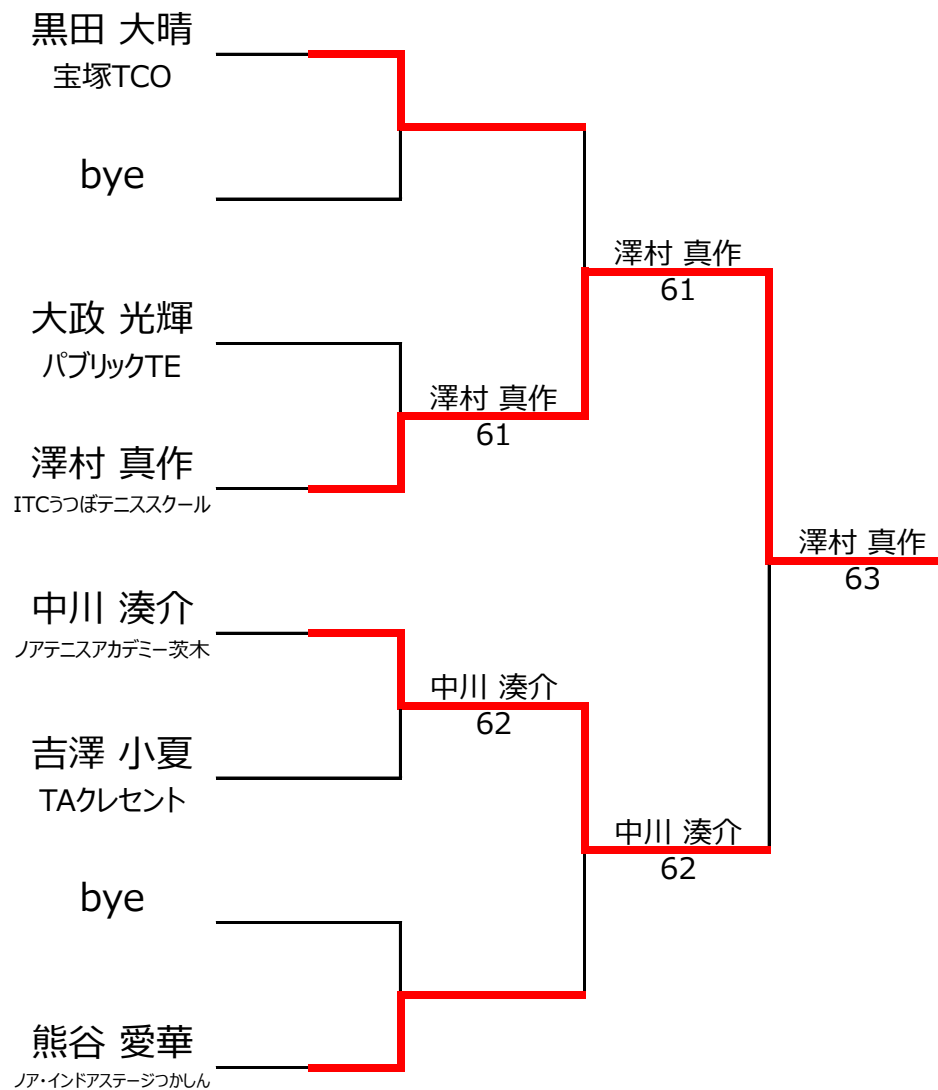 黒田 大晴
宝塚TCO
bye
大政 光輝
パブリックTE
澤村 真作
ITCうつぼテニススクール
中川 湊介
ノアテニスアカデミー茨木
吉澤 小夏
TAクレセント
bye
熊谷 愛華
ノア・インドアステージつかしん
澤村 真作
61
中川 湊介
62
澤村 真作
61
中川 湊介
62
澤村 真作
63